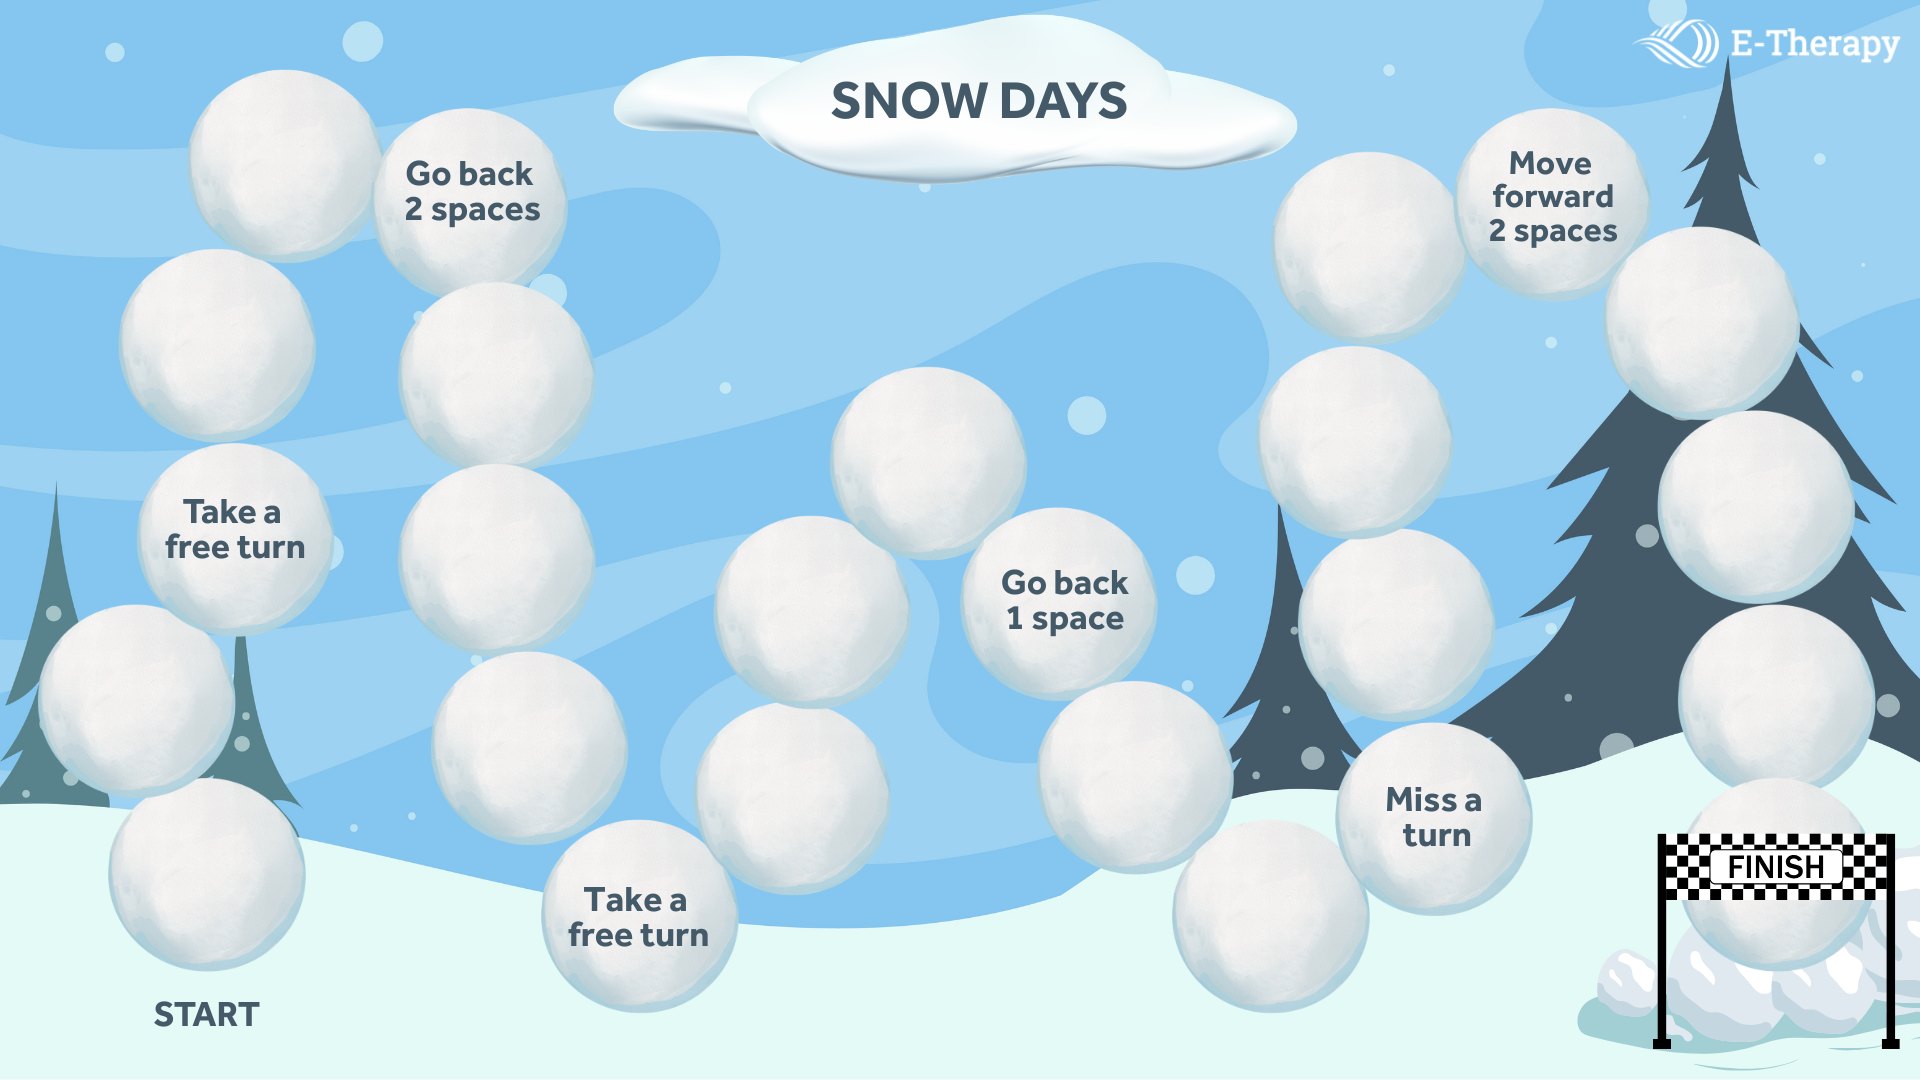 SNOW DAYS
E-Therapy
Go back
2 spaces
Move
forward
2 spaces
Take a
free turn
Go back
1 space
Miss a
turn
FINISH
Take a
free turn
START